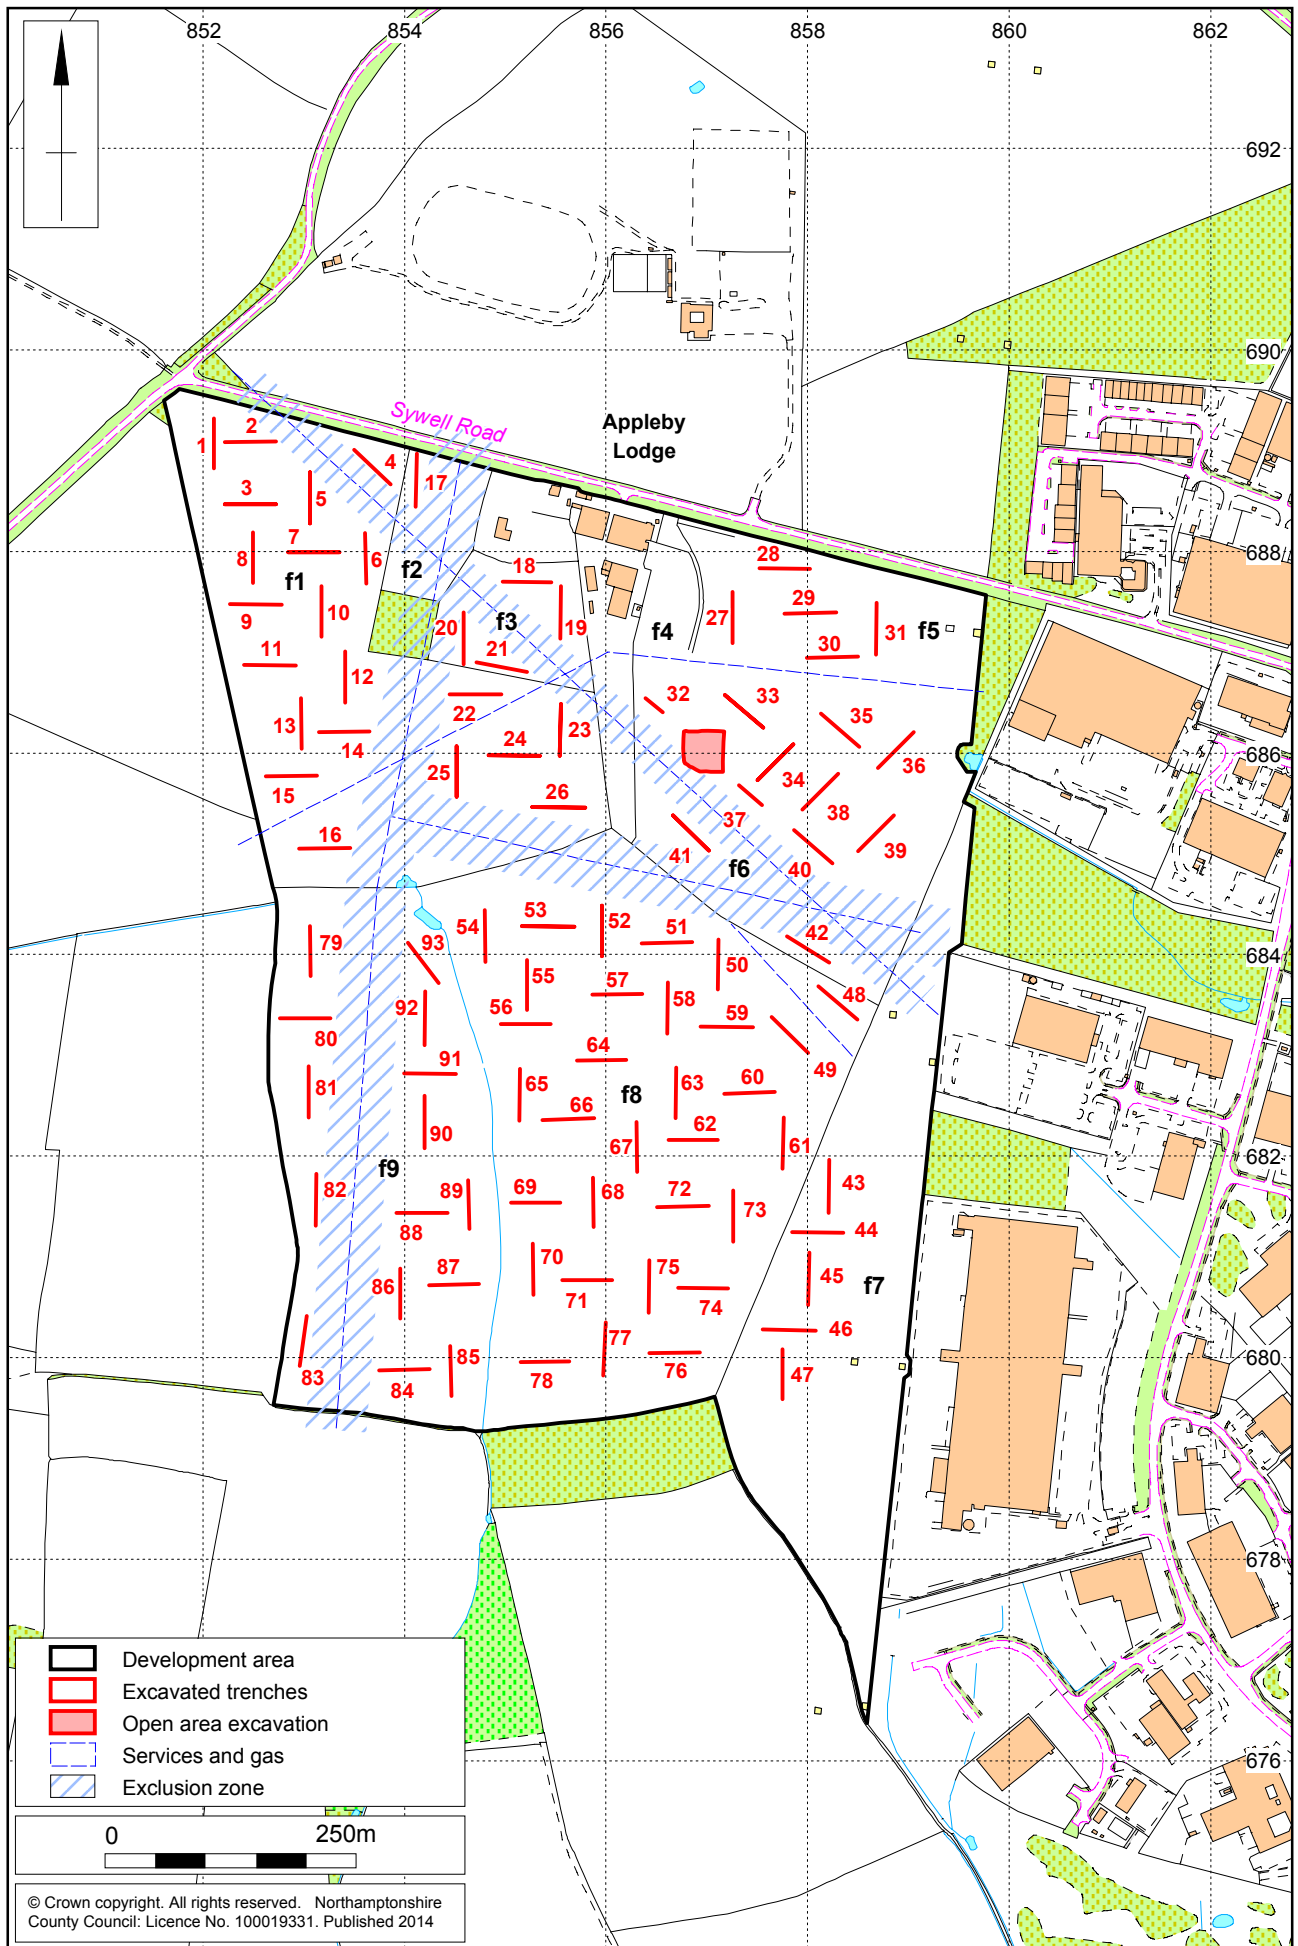 852 854 856 858 860 862
692
690
Sywell Road
Appleby
Lodge
1 2 4 17
3 5
688
7 8 6 f2 18 28
f1 10 9 20 f3 19 f4 27 29 31 f5
30
11 12 21
13 14 22 23 32 33 35
686
24 25 34 36
15 26 37 38
16 41 40 39
f6
54 53 52 51 42
79 93 50
684
55 57 48
92 56 58 59
80 91 64 49
81 65 f8 63 60
66 62
90 67 61
682
f9
82 89 69 68 72 73 43
88 44
87 70 75 45 f7
86 71 74
77 46
680
83 84 85 78 76 47
678
676
Development area
Excavated trenches
Open area excavation
Services and gas
Exclusion zone
0 250m
© Crown copyright. All rights reserved. Northamptonshire
County Council: Licence No. 100019331. Published 2014